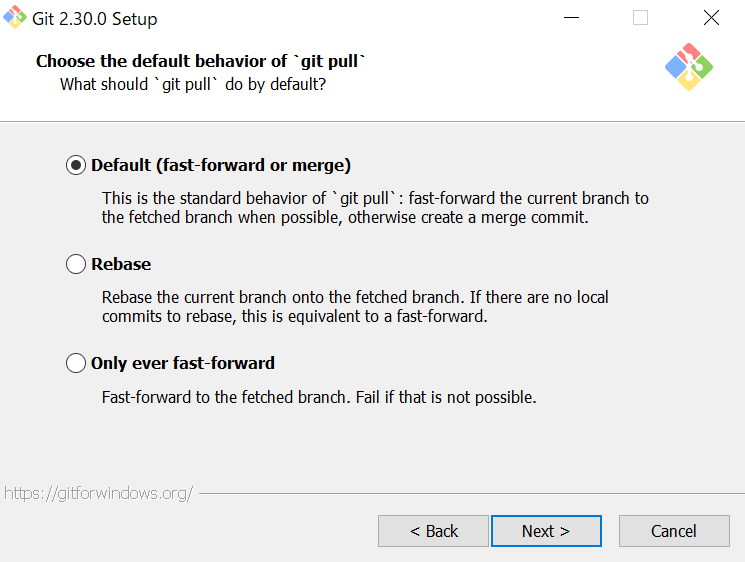 Git 2.30.0 Setup
Choose the default behavior of `git pull`
What should `git pull` do by default?
Default (fast-forward or merge)
This is the standard behavior of `git pull`: fast-forward the current branch to
the fetched branch when possible, otherwise create a merge commit.
Rebase
Rebase the current branch onto the fetched branch. If there are no local
commits to rebase, this is equivalent to a fast-forward.
Only ever fast-forward
Fast-forward to the fetched branch. Fail if that is not possible.
https://gitforwindows.org/
< Back
Next >
Cancel